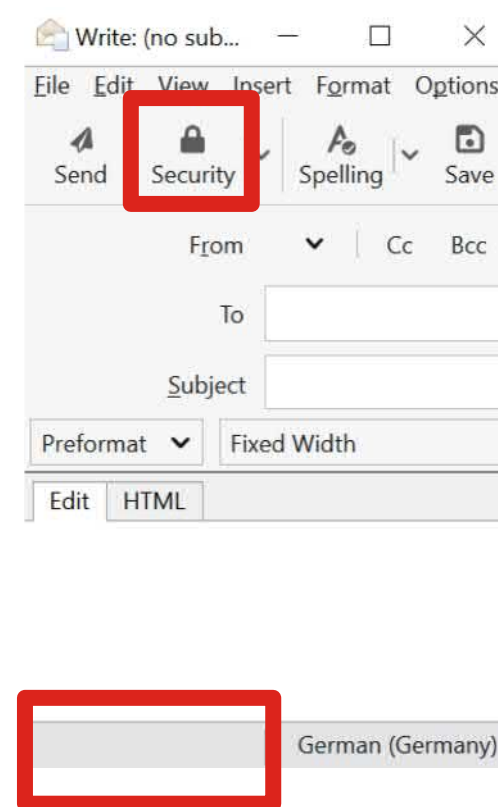 Write: (no sub...
File Edit View Insert Format Options
Send Security Spelling Save
From Cc Bcc
To
Subject
Preformat Fixed Width
Edit HTML
German (Germany)